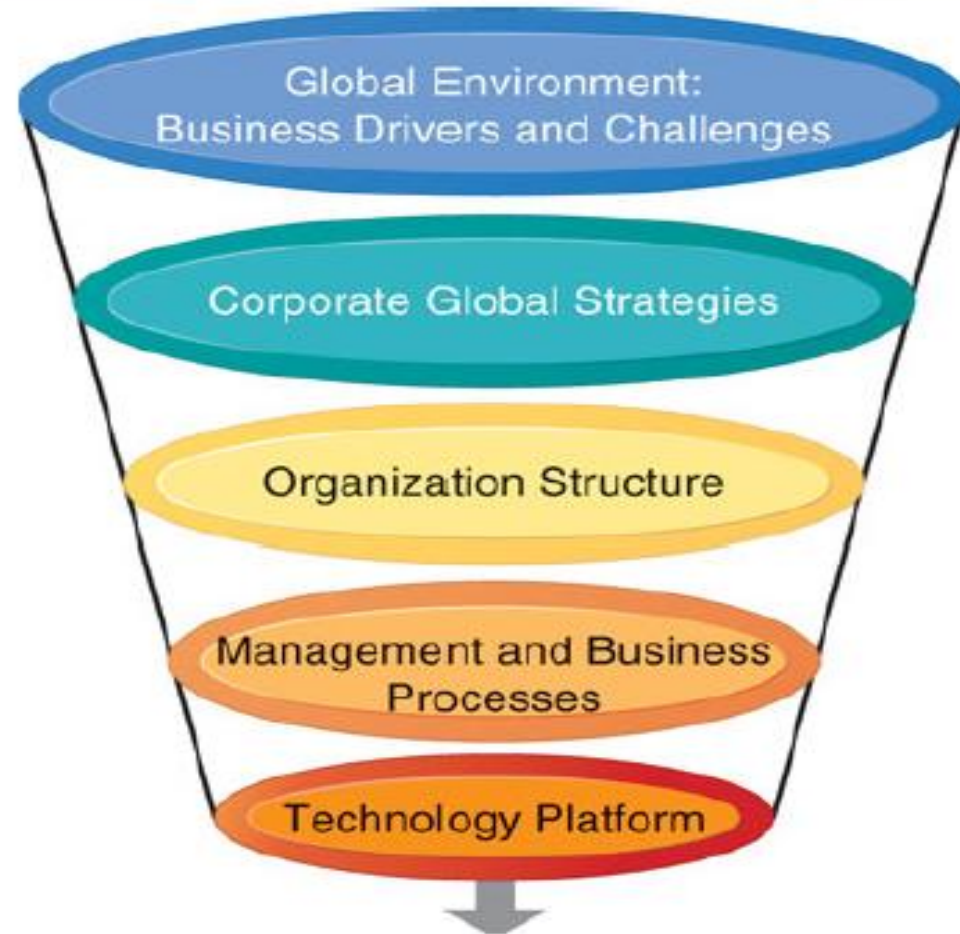 Global Environment:
Business Drivers and Challenges
Corporate Global Strategies
Organization Structure
Management and Business
Processes
Technology Platform